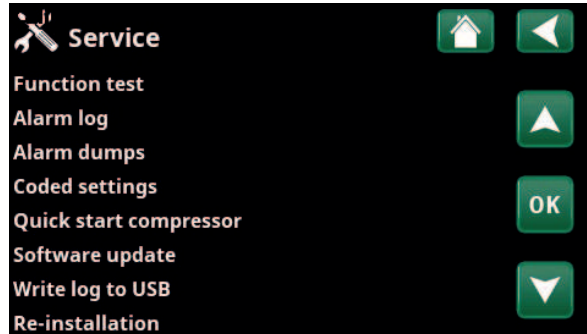 Service
Function test
Alarm log
Alarm dumps
Coded settings
Quick start compressor
OK
Software update
Write log to USB
Re-installation